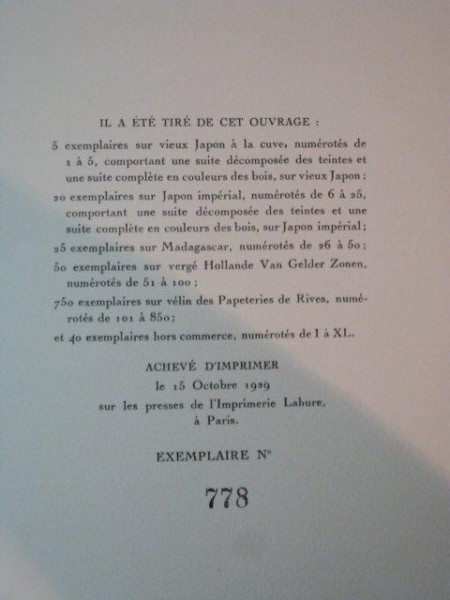 IL A ÉTÉ TIRÉ DE CET OUVRAGE :
5 exemplaires sur vieux Japon à la cuve, numérotés de
1 à 5, comportant une suite décomposée des teintes et
une suite complète en couleurs des bois, sur vieux Japon ;
20 exemplaires sur Japon impérial, numérotés de 6 à 25,
comportant une suite décomposée des teintes et une
suite complète en couleurs des bois, sur Japon impérial ;
25 exemplaires sur Madagascar, numérotés de 26 à 50 ;
50 exemplaires sur vergé Hollande Van Gelder Zonen,
numérotés de 51 à 100 ;
750 exemplaires sur vélin des Papeteries de Rives, numé-
rotés de 101 à 850 ;
et 40 exemplaires hors commerce, numérotés de I à XL.
ACHEVÉ D'IMPRIMER
le 15 Octobre 1929
sur les presses de l'Imprimerie Lahure,
à Paris.
EXEMPLAIRE N°
778